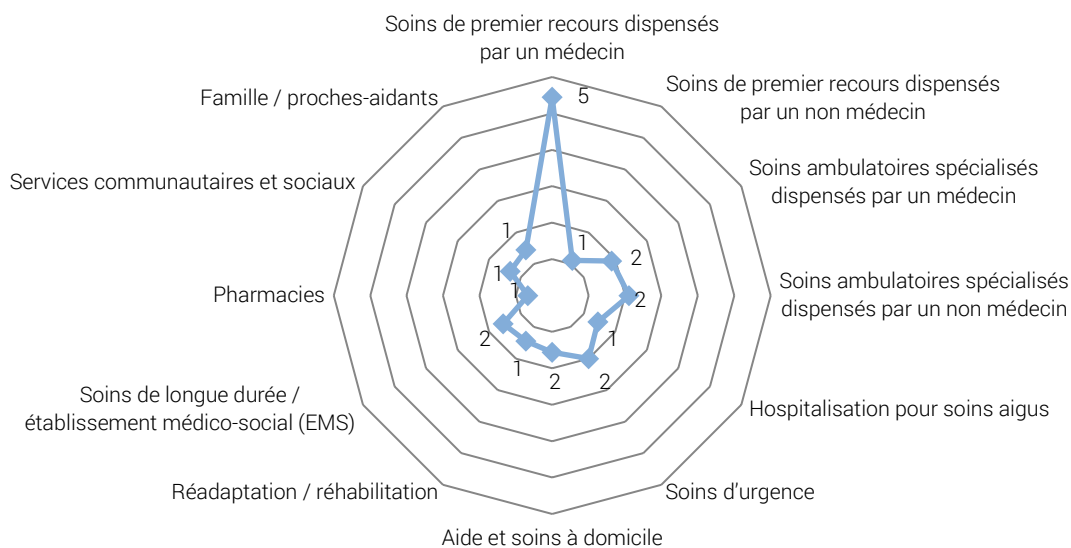 Soins de premier recours dispensés
par un médecin
5
Soins de premier recours dispensés
par un non médecin
1
Soins ambulatoires spécialisés
dispensés par un médecin
2
Soins ambulatoires spécialisés
dispensés par un non médecin
2
Hospitalisation pour soins aigus
1
Soins d’urgence
2
Aide et soins à domicile
2
Réadaptation / réhabilitation
1
Soins de longue durée /
établissement médico-social (EMS)
2
Pharmacies
1
Services communautaires et sociaux
1
Famille / proches-aidants
1